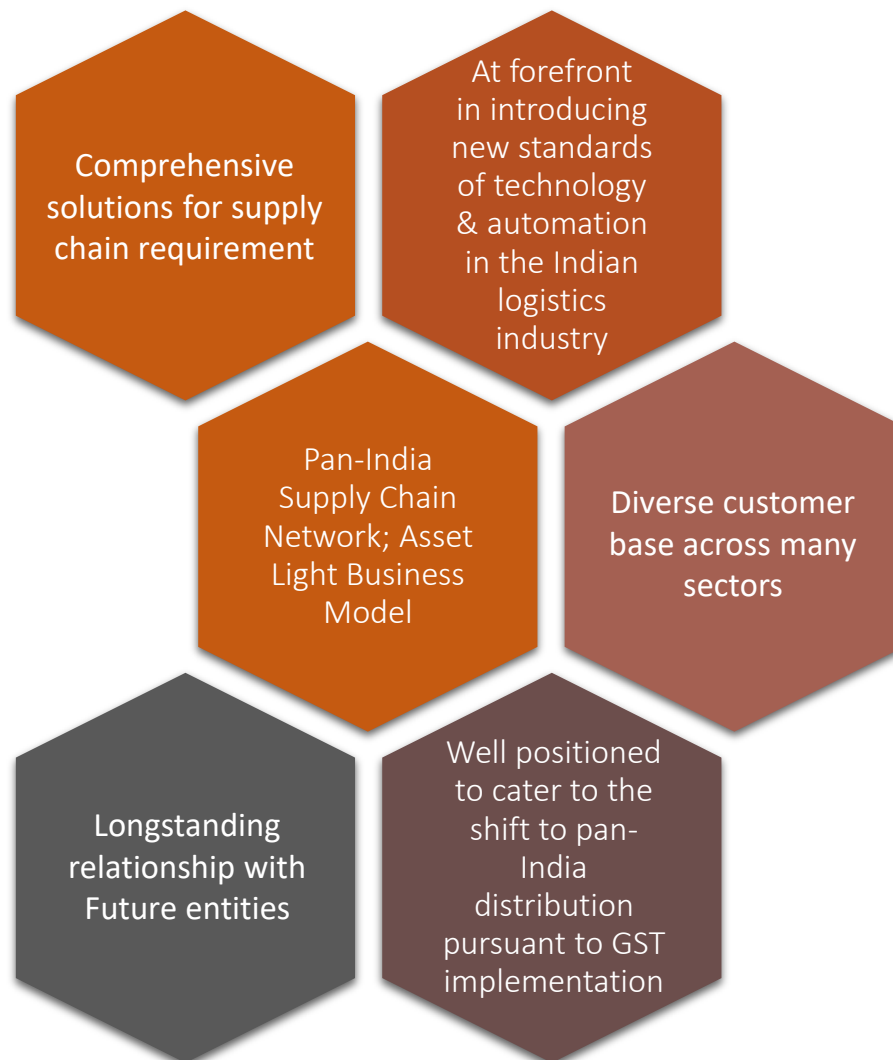 Comprehensive
solutions for supply
chain requirement
At forefront
in introducing
new standards
of technology
& automation
in the Indian
logistics
industry
Pan-India
Supply Chain
Network; Asset
Light Business
Model
Diverse customer
base across many
sectors
Longstanding
relationship with
Future entities
Well positioned
to cater to the
shift to pan-
India
distribution
pursuant to GST
implementation